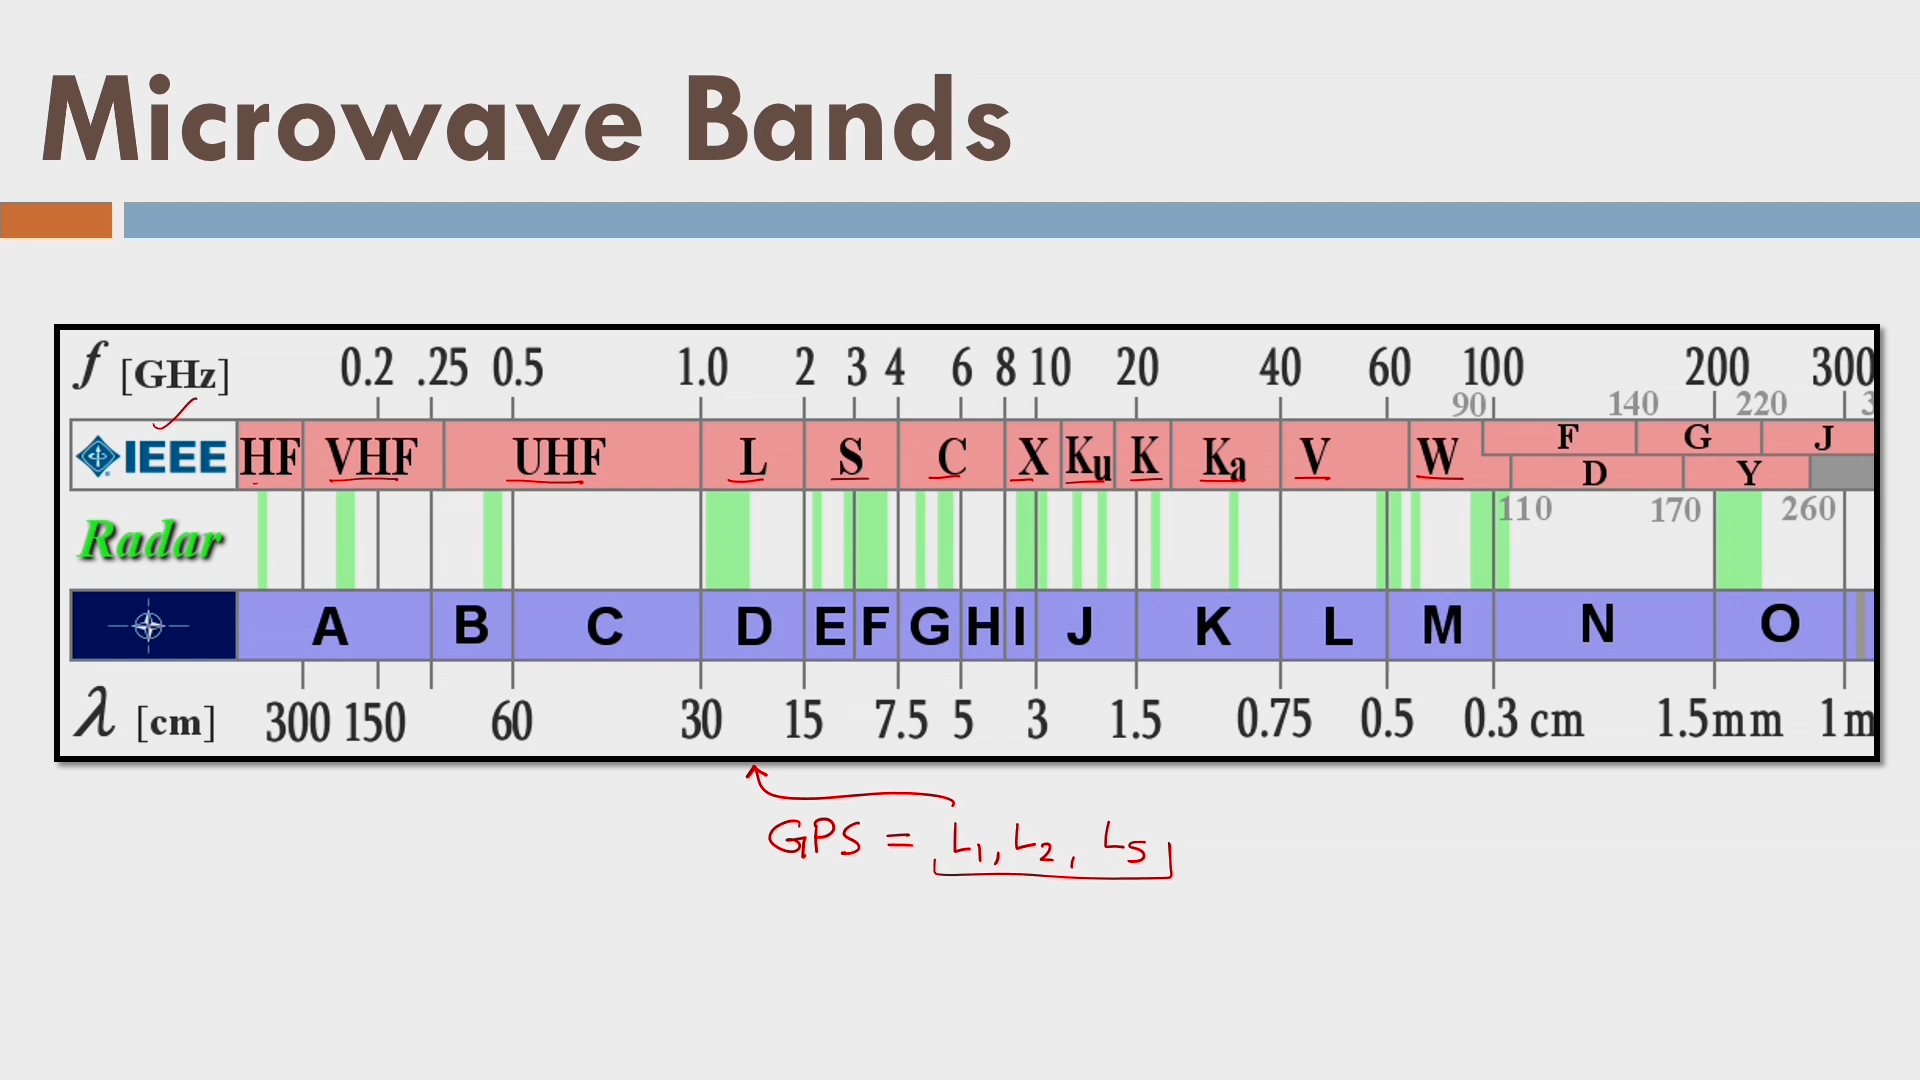 Microwave Bands
f [GHz] 0.2 .25 0.5 1.0 2 3 4 6 8 10 20 40 60 100 200 300
90 140 220 3
IEEE HF VHF UHF L S C X Ku K Ka V W F G J
D Y
Radar 110 170 260
A B C D E F G H I J K L M N O
λ [cm] 300 150 60 30 15 7.5 5 3 1.5 0.75 0.5 0.3 cm 1.5mm 1m
GPS = L1, L2, L5